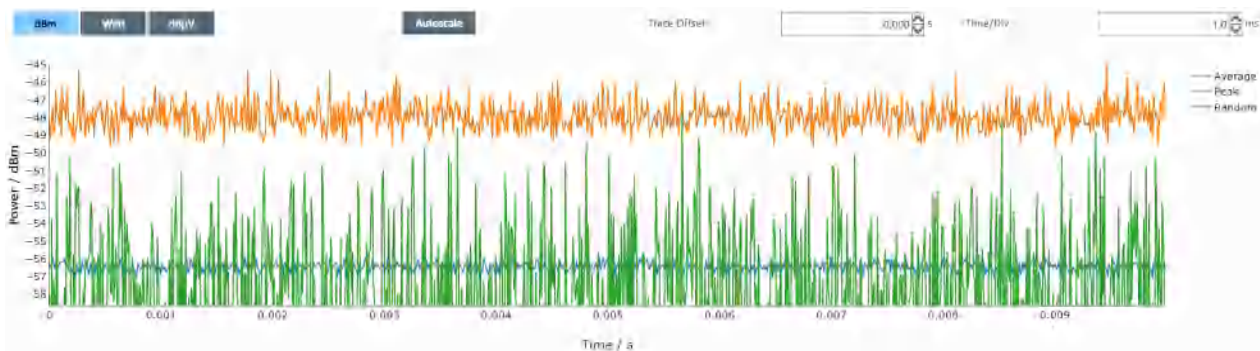 dBm Watt dBµV Autoscale Trace Offset: 0.000 s Time/Div 1.0 ms
-45
-46
-47
-48
-49
-50
-51
-52
-53
-54
-55
-56
-57
-58
Power / dBm
Average
Peak
Random
0 0.001 0.002 0.003 0.004 0.005 0.006 0.007 0.008 0.009
Time / s